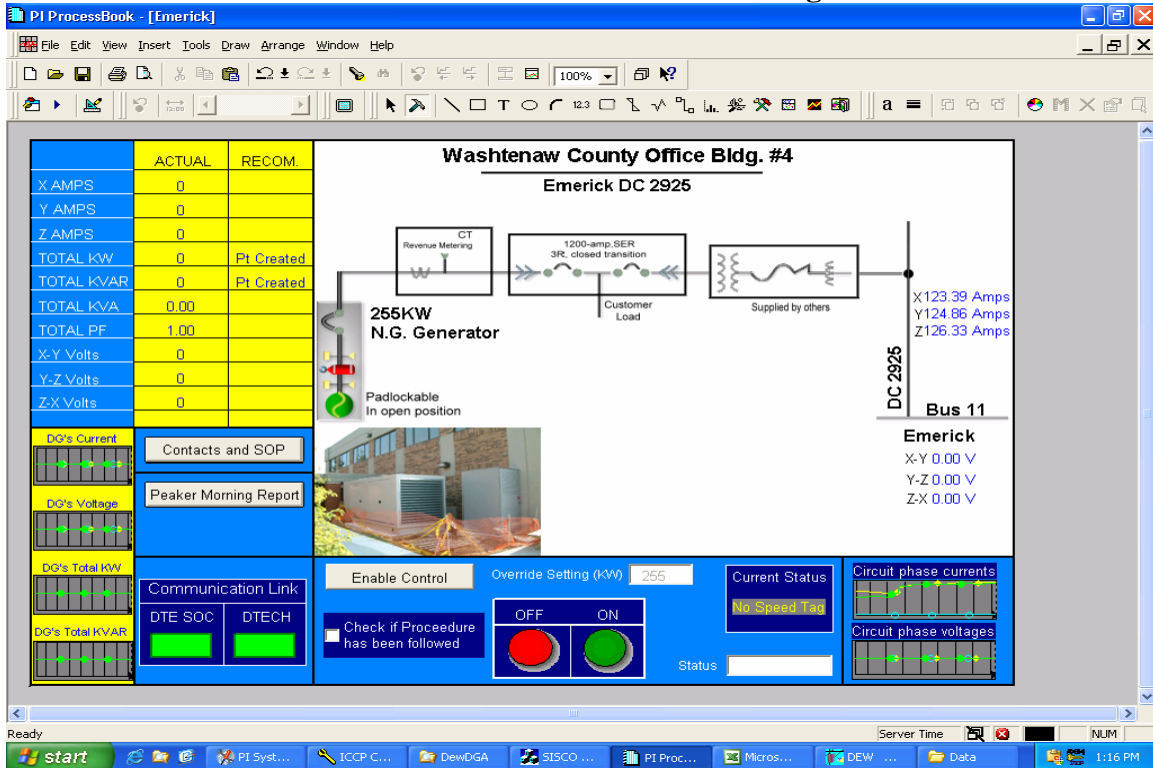 PI ProcessBook - [Emerick]
File Edit View Insert Tools Draw Arrange Window Help
100%
12.3
ACTUAL RECOM.
X AMPS 0
Y AMPS 0
Z AMPS 0
TOTAL KW 0 Pt Created
TOTAL KVAR 0 Pt Created
TOTAL KVA 0.00
TOTAL PF 1.00
X-Y Volts 0
Y-Z Volts 0
Z-X Volts 0
Washtenaw County Office Bldg. #4
Emerick DC 2925
CT
Revenue Metering
1200-amp,SER
3R, closed transition
Customer
Load
Supplied by others
255KW
N.G. Generator
Padlockable
In open position
X123.39 Amps
Y124.86 Amps
Z126.33 Amps
DC 2925
Bus 11
Emerick
X-Y 0.00 V
Y-Z 0.00 V
Z-X 0.00 V
DG's Current
DG's Voltage
DG's Total KW
DG's Total KVAR
Contacts and SOP
Peaker Morning Report
Communication Link
DTE SOC DTECH
Enable Control
Override Setting (KW) 255
Check if Proceedure
has been followed
OFF ON
Current Status
No Speed Tag
Status
Circuit phase currents
Circuit phase voltages
Ready
Server Time
NUM
start
PI Syst...
ICCP C...
DewDGA
SISCO ...
PI Proc...
Micros...
DEW ...
Data
1:16 PM